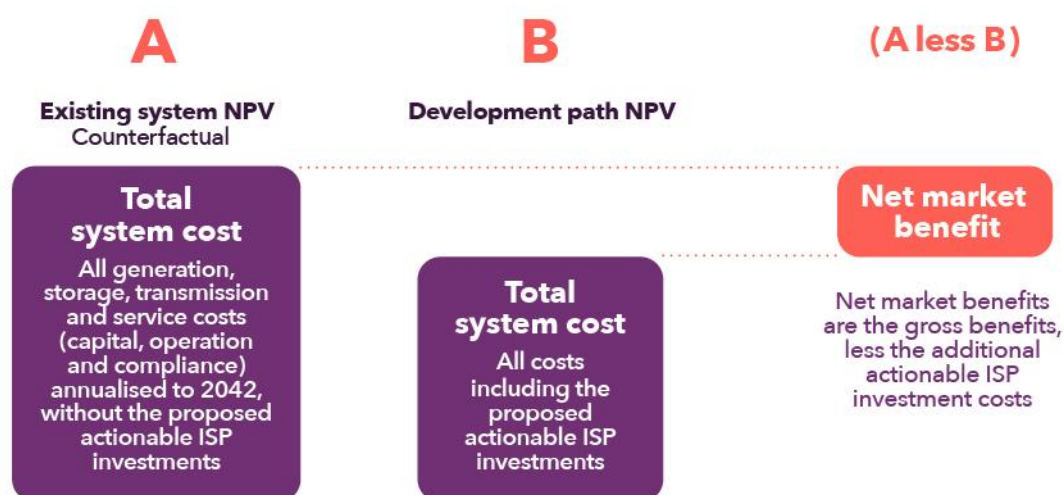 A
Existing system NPV
Counterfactual
Total
system cost
All generation,
storage, transmission
and service costs
(capital, operation
and compliance)
annualised to 2042,
without the proposed
actionable ISP
investments
B
Development path NPV
Total
system cost
All costs
including the
proposed
actionable ISP
investments
(A less B)
Net market
benefit
Net market benefits
are the gross benefits,
less the additional
actionable ISP
investment costs